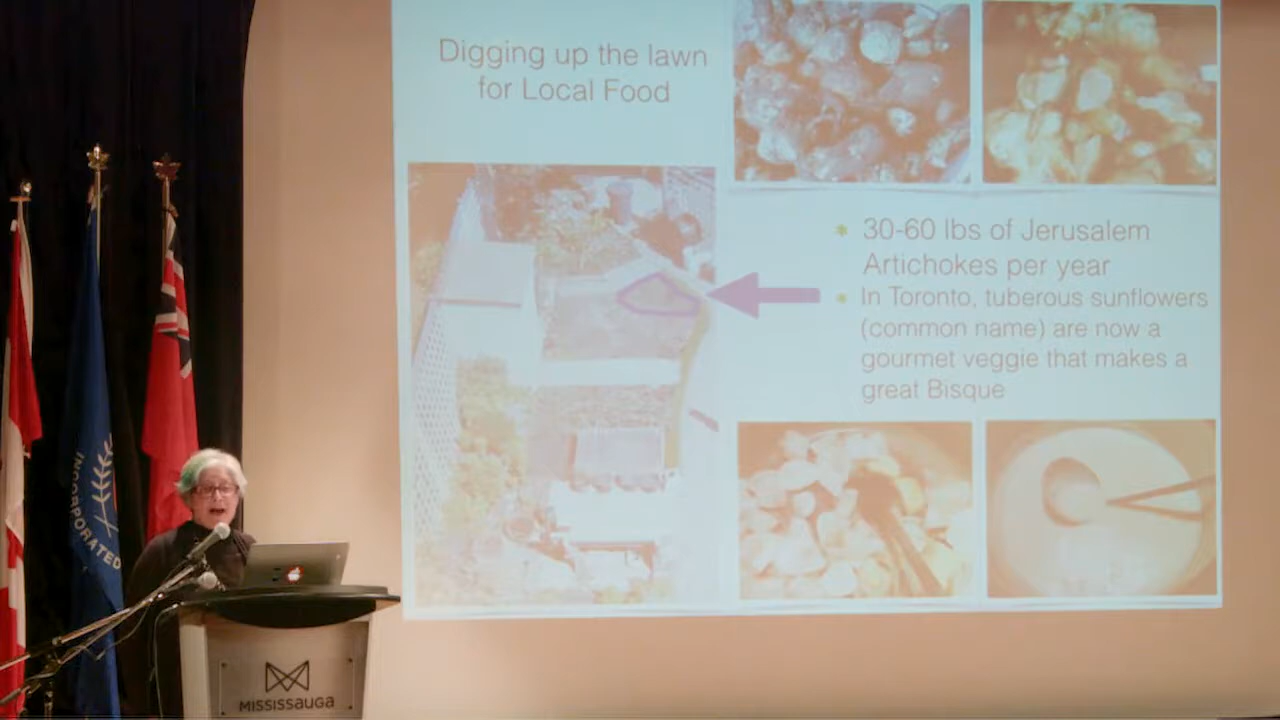 Digging up the lawn
for Local Food
* 30-60 lbs of Jerusalem
Artichokes per year
* In Toronto, tuberous sunflowers
(common name) are now a
gourmet veggie that makes a
great Bisque
INCORPORATED
MISSISSAUGA